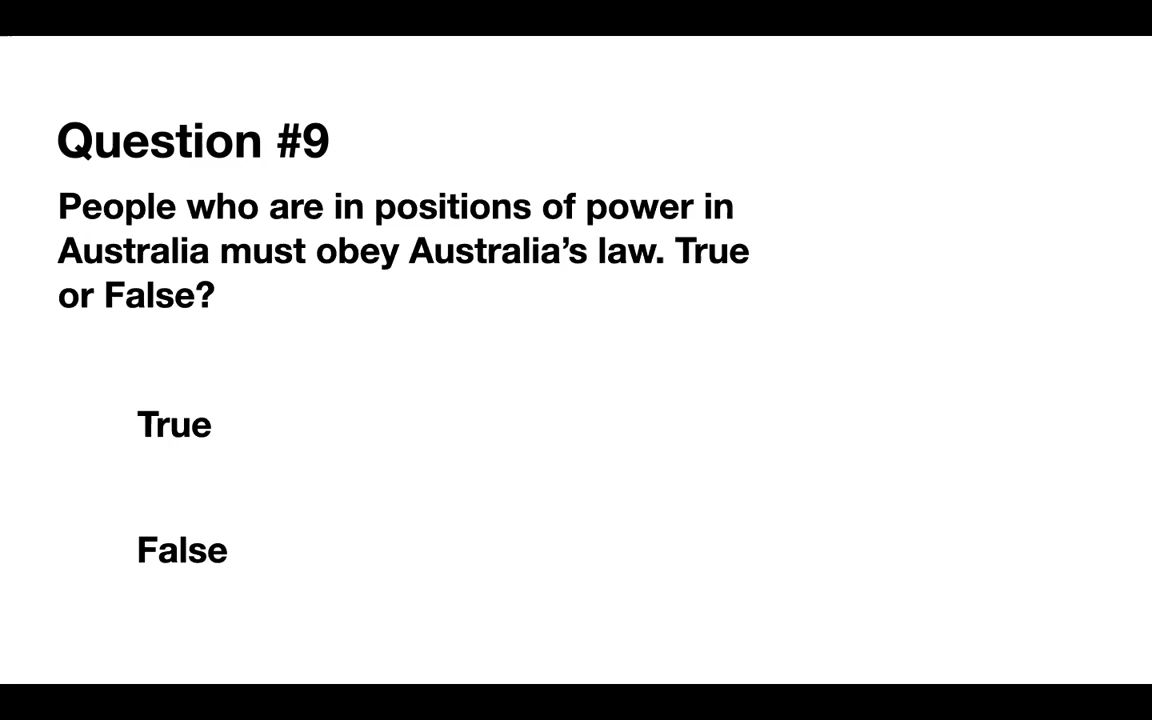 Question #9
People who are in positions of power in
Australia must obey Australia’s law. True
or False?
True
False